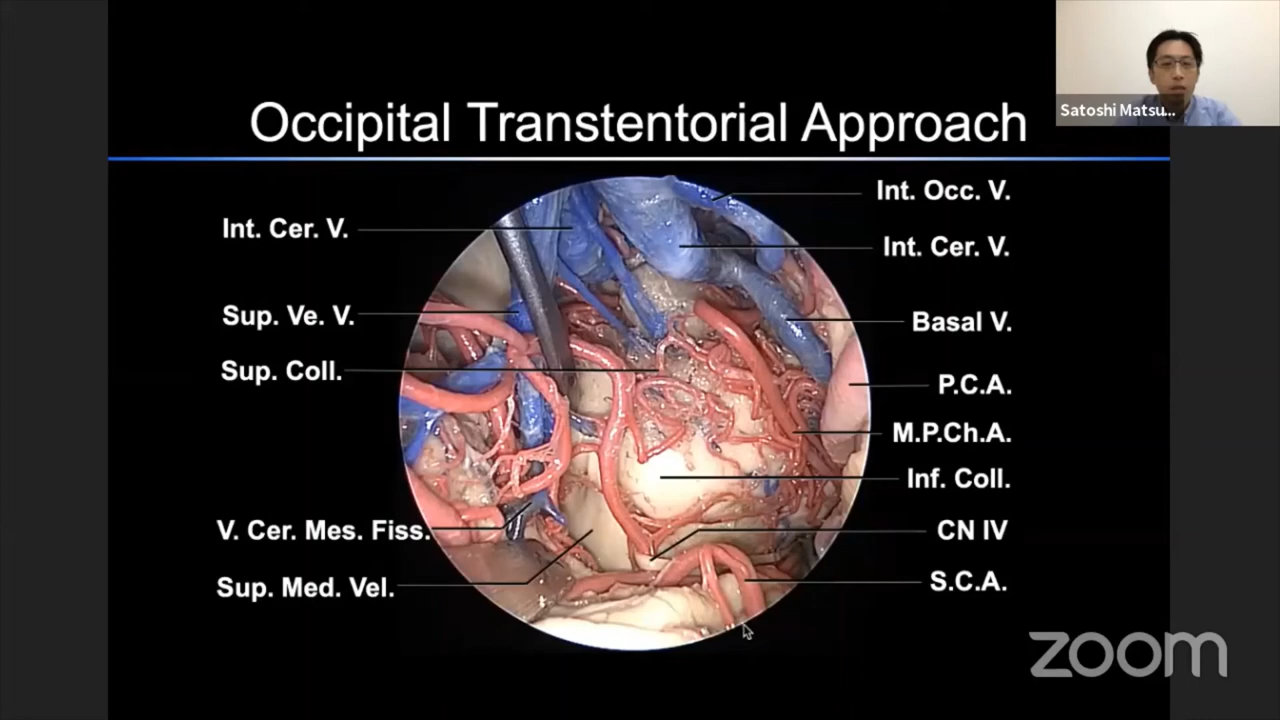 Satoshi Matsu...
Occipital Transtentorial Approach
Int. Occ. V.
Int. Cer. V.
Int. Cer. V.
Sup. Ve. V.
Basal V.
Sup. Coll.
P.C.A.
M.P.Ch.A.
Inf. Coll.
V. Cer. Mes. Fiss.
CN IV
Sup. Med. Vel.
S.C.A.
zoom